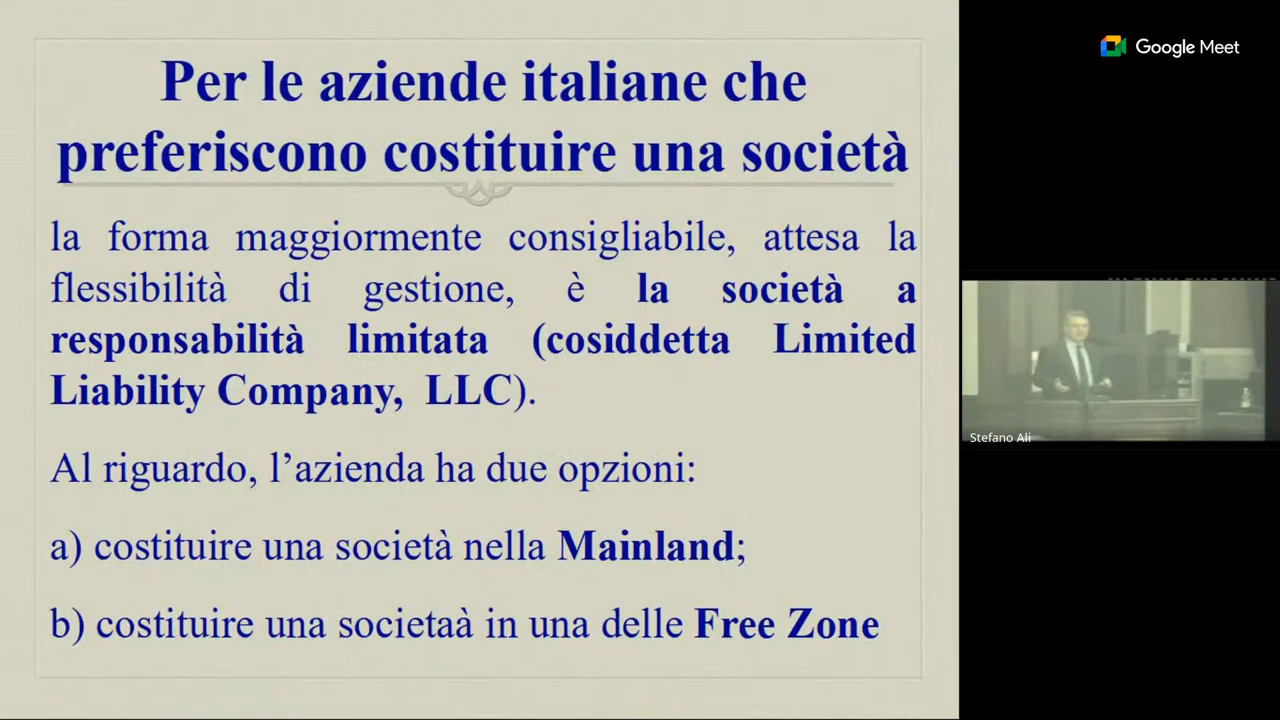 Per le aziende italiane che
preferiscono costituire una società
la forma maggiormente consigliabile, attesa la
flessibilità di gestione, è la società a
responsabilità limitata (cosiddetta Limited
Liability Company, LLC).
Al riguardo, l’azienda ha due opzioni:
a) costituire una società nella Mainland;
b) costituire una societaà in una delle Free Zone
Google Meet
Stefano Ali